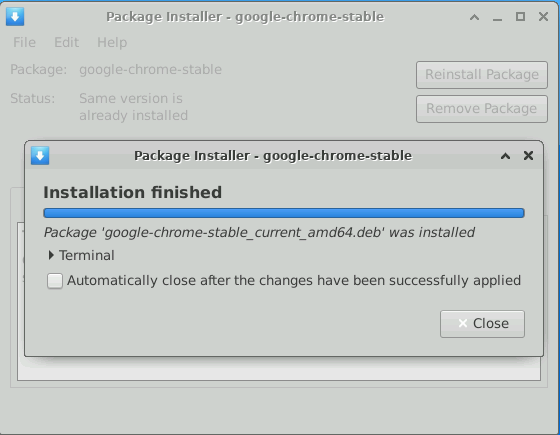 Package Installer - google-chrome-stable
File Edit Help
Package: google-chrome-stable
Reinstall Package
Status: Same version is
already installed
Remove Package
Package Installer - google-chrome-stable
Installation finished
Package 'google-chrome-stable_current_amd64.deb' was installed
Terminal
Automatically close after the changes have been successfully applied
Close